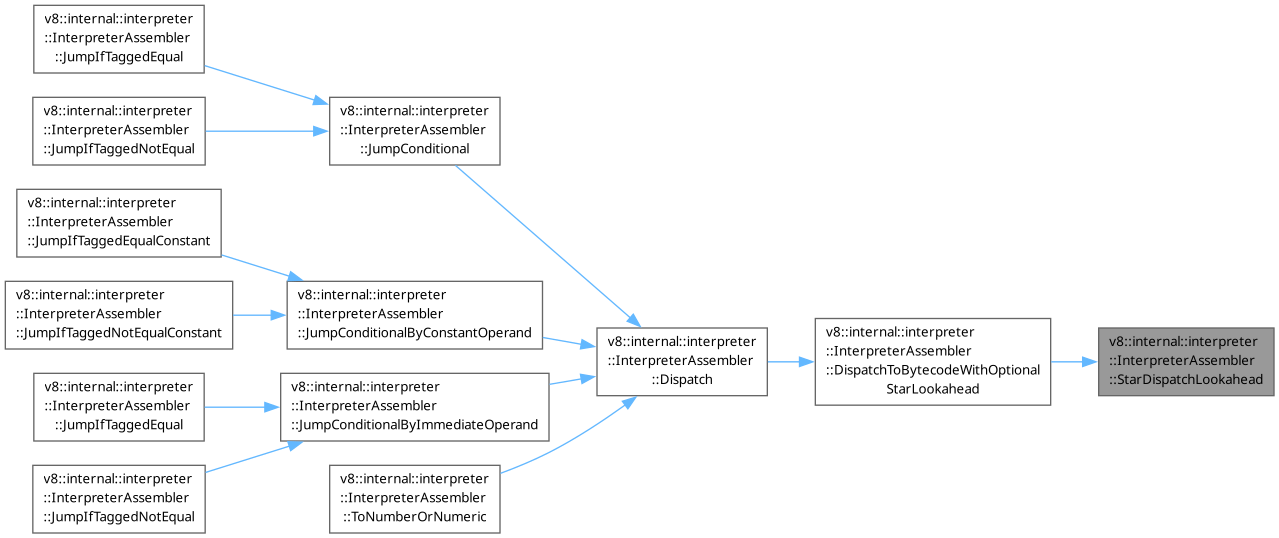 v8::internal::interpreter
::InterpreterAssembler
::JumpIfTaggedEqual
v8::internal::interpreter
::InterpreterAssembler
::JumpIfTaggedNotEqual
v8::internal::interpreter
::InterpreterAssembler
::JumpConditional
v8::internal::interpreter
::InterpreterAssembler
::JumpIfTaggedEqualConstant
v8::internal::interpreter
::InterpreterAssembler
::JumpIfTaggedNotEqualConstant
v8::internal::interpreter
::InterpreterAssembler
::JumpConditionalByConstantOperand
v8::internal::interpreter
::InterpreterAssembler
::JumpIfTaggedEqual
v8::internal::interpreter
::InterpreterAssembler
::JumpIfTaggedNotEqual
v8::internal::interpreter
::InterpreterAssembler
::JumpConditionalByImmediateOperand
v8::internal::interpreter
::InterpreterAssembler
::ToNumberOrNumeric
v8::internal::interpreter
::InterpreterAssembler
::Dispatch
v8::internal::interpreter
::InterpreterAssembler
::DispatchToBytecodeWithOptional
StarLookahead
v8::internal::interpreter
::InterpreterAssembler
::StarDispatchLookahead